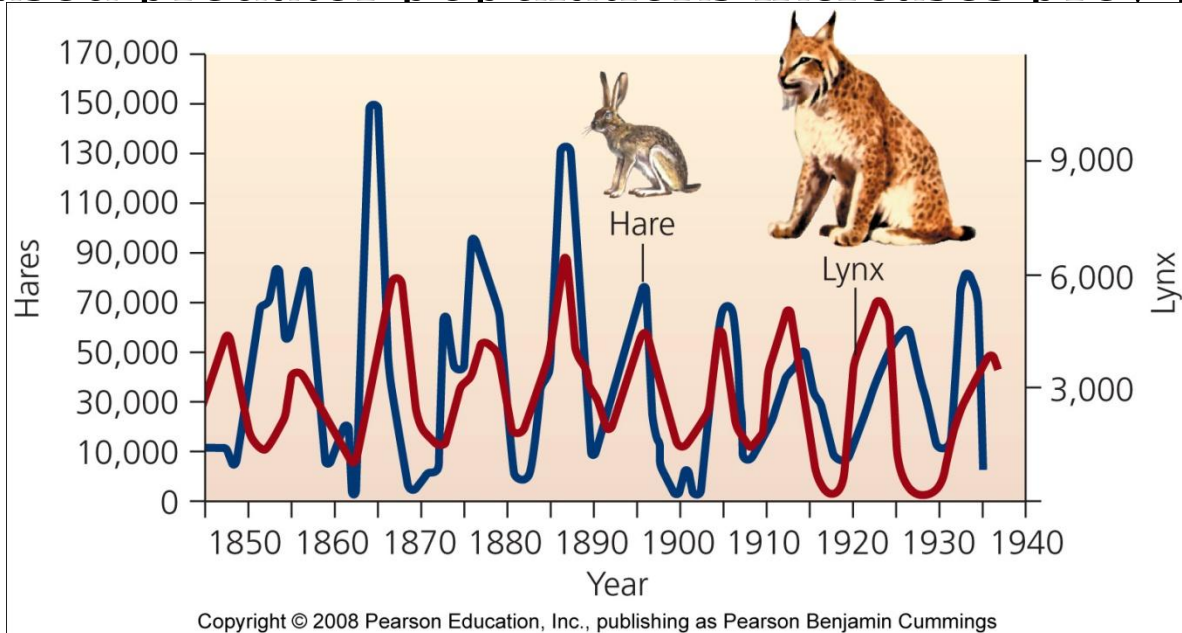 170,000
150,000
130,000
110,000
90,000
70,000
50,000
30,000
10,000
0
Hares
Hare
Lynx
9,000
6,000
3,000
Lynx
1850 1860 1870 1880 1890 1900 1910 1920 1930 1940
Year
Copyright © 2008 Pearson Education, Inc., publishing as Pearson Benjamin Cummings